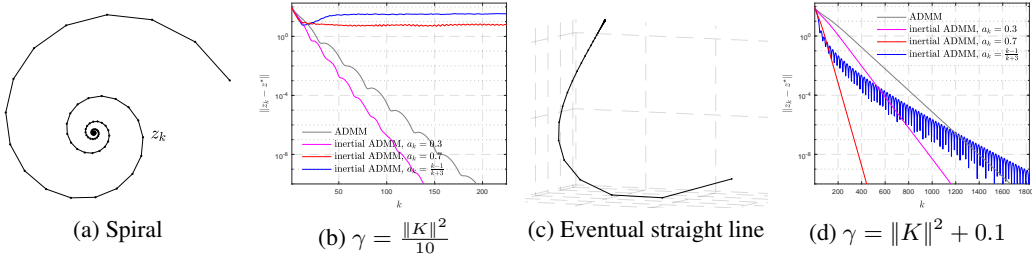 z_k
(a) Spiral
10^0
10^-4
10^-8
‖z_k − z*‖
ADMM
inertial ADMM, a_k = 0.3
inertial ADMM, a_k = 0.7
inertial ADMM, a_k = (k−1)/(k+3)
50 100 150 200
k
(b) γ = ‖K‖²/10
(c) Eventual straight line
10^0
10^-4
10^-8
‖z_k − z*‖
ADMM
inertial ADMM, a_k = 0.3
inertial ADMM, a_k = 0.7
inertial ADMM, a_k = (k−1)/(k+3)
200 400 600 800 1000 1200 1400 1600 1800
k
(d) γ = ‖K‖² + 0.1